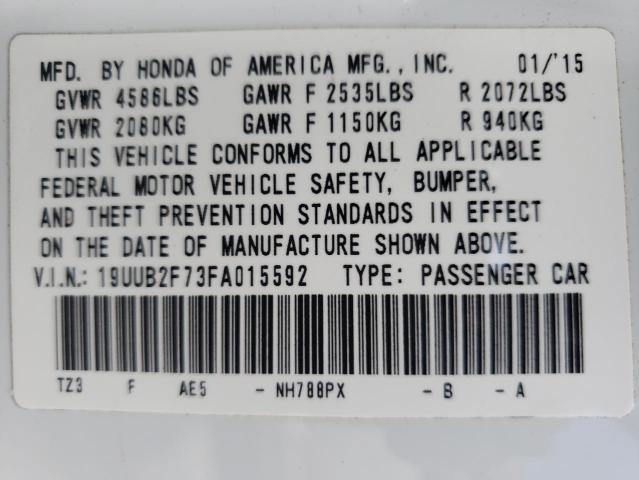 MFD. BY HONDA OF AMERICA MFG., INC. 01/'15
GVWR 4586LBS GAWR F 2535LBS R 2072LBS
GVWR 2080KG GAWR F 1150KG R 940KG
THIS VEHICLE CONFORMS TO ALL APPLICABLE
FEDERAL MOTOR VEHICLE SAFETY, BUMPER,
AND THEFT PREVENTION STANDARDS IN EFFECT
ON THE DATE OF MANUFACTURE SHOWN ABOVE.
V.I.N.: 19UUB2F73FA015592 TYPE: PASSENGER CAR
TZ3 F AE5 - NH788PX - B - A